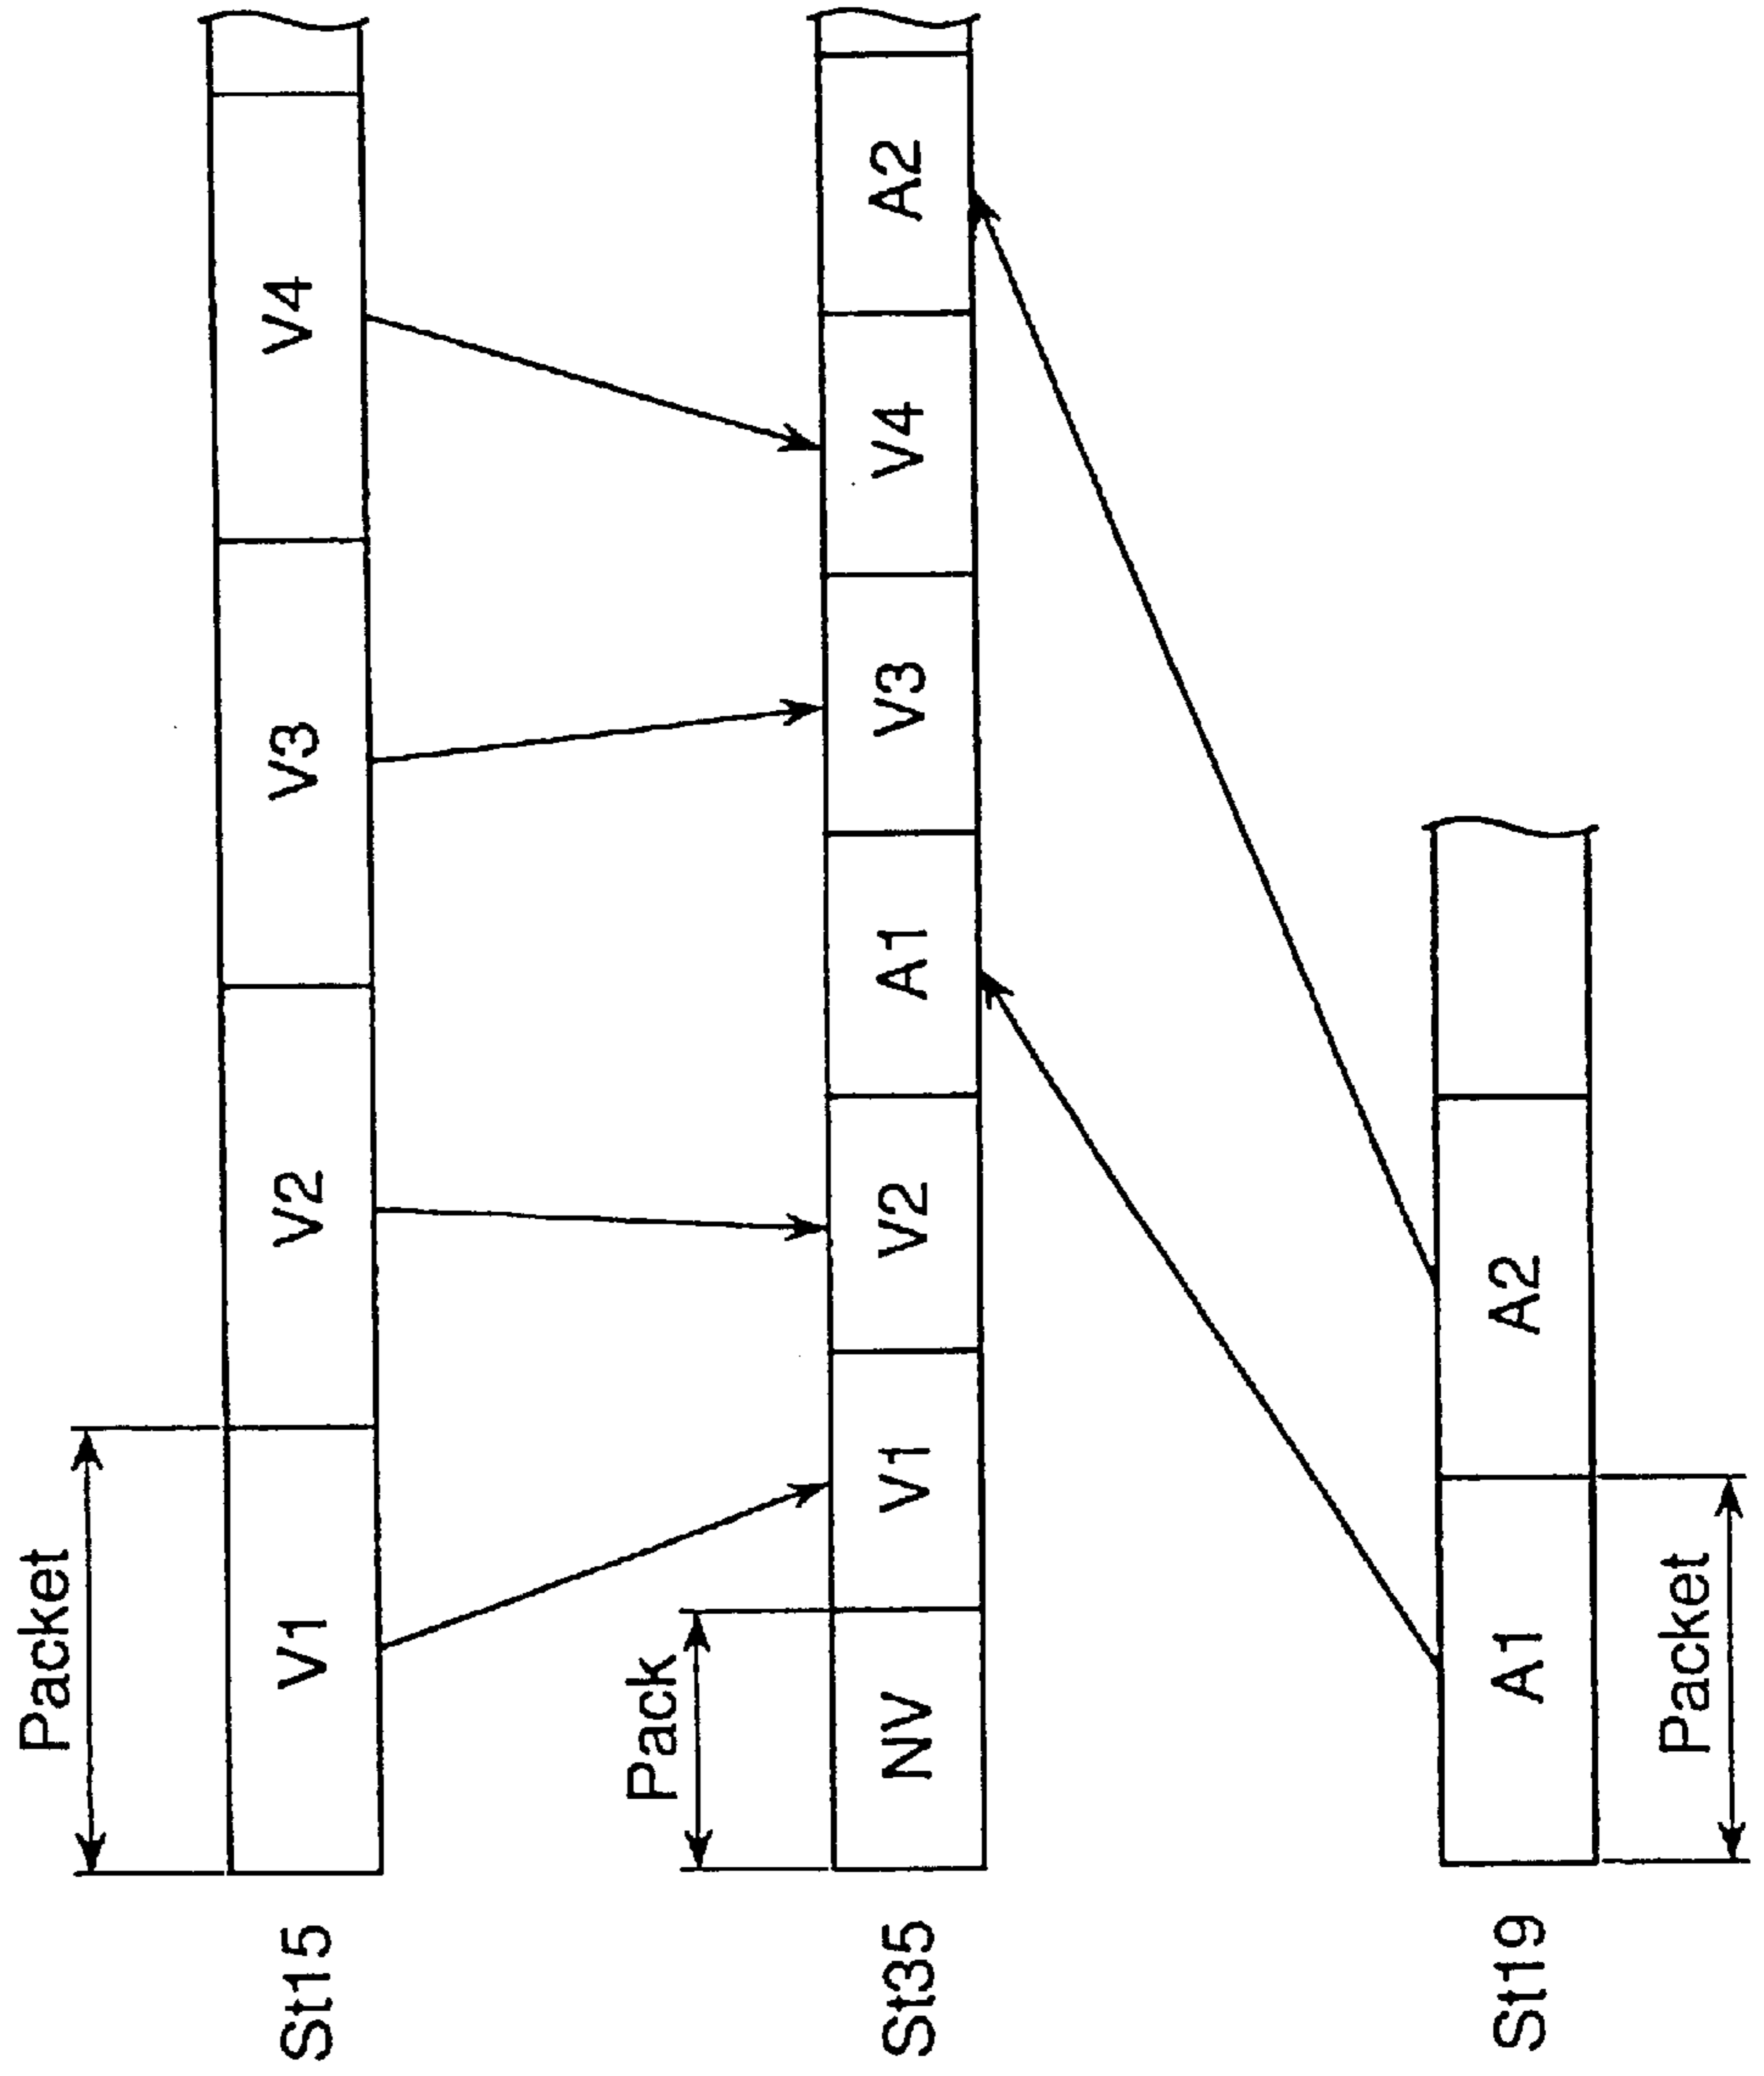 Packet
St15 V1 V2 V3 V4
Pack
St35 NV V1 V2 A1 V3 V4 A2
St19 A1 A2
Packet